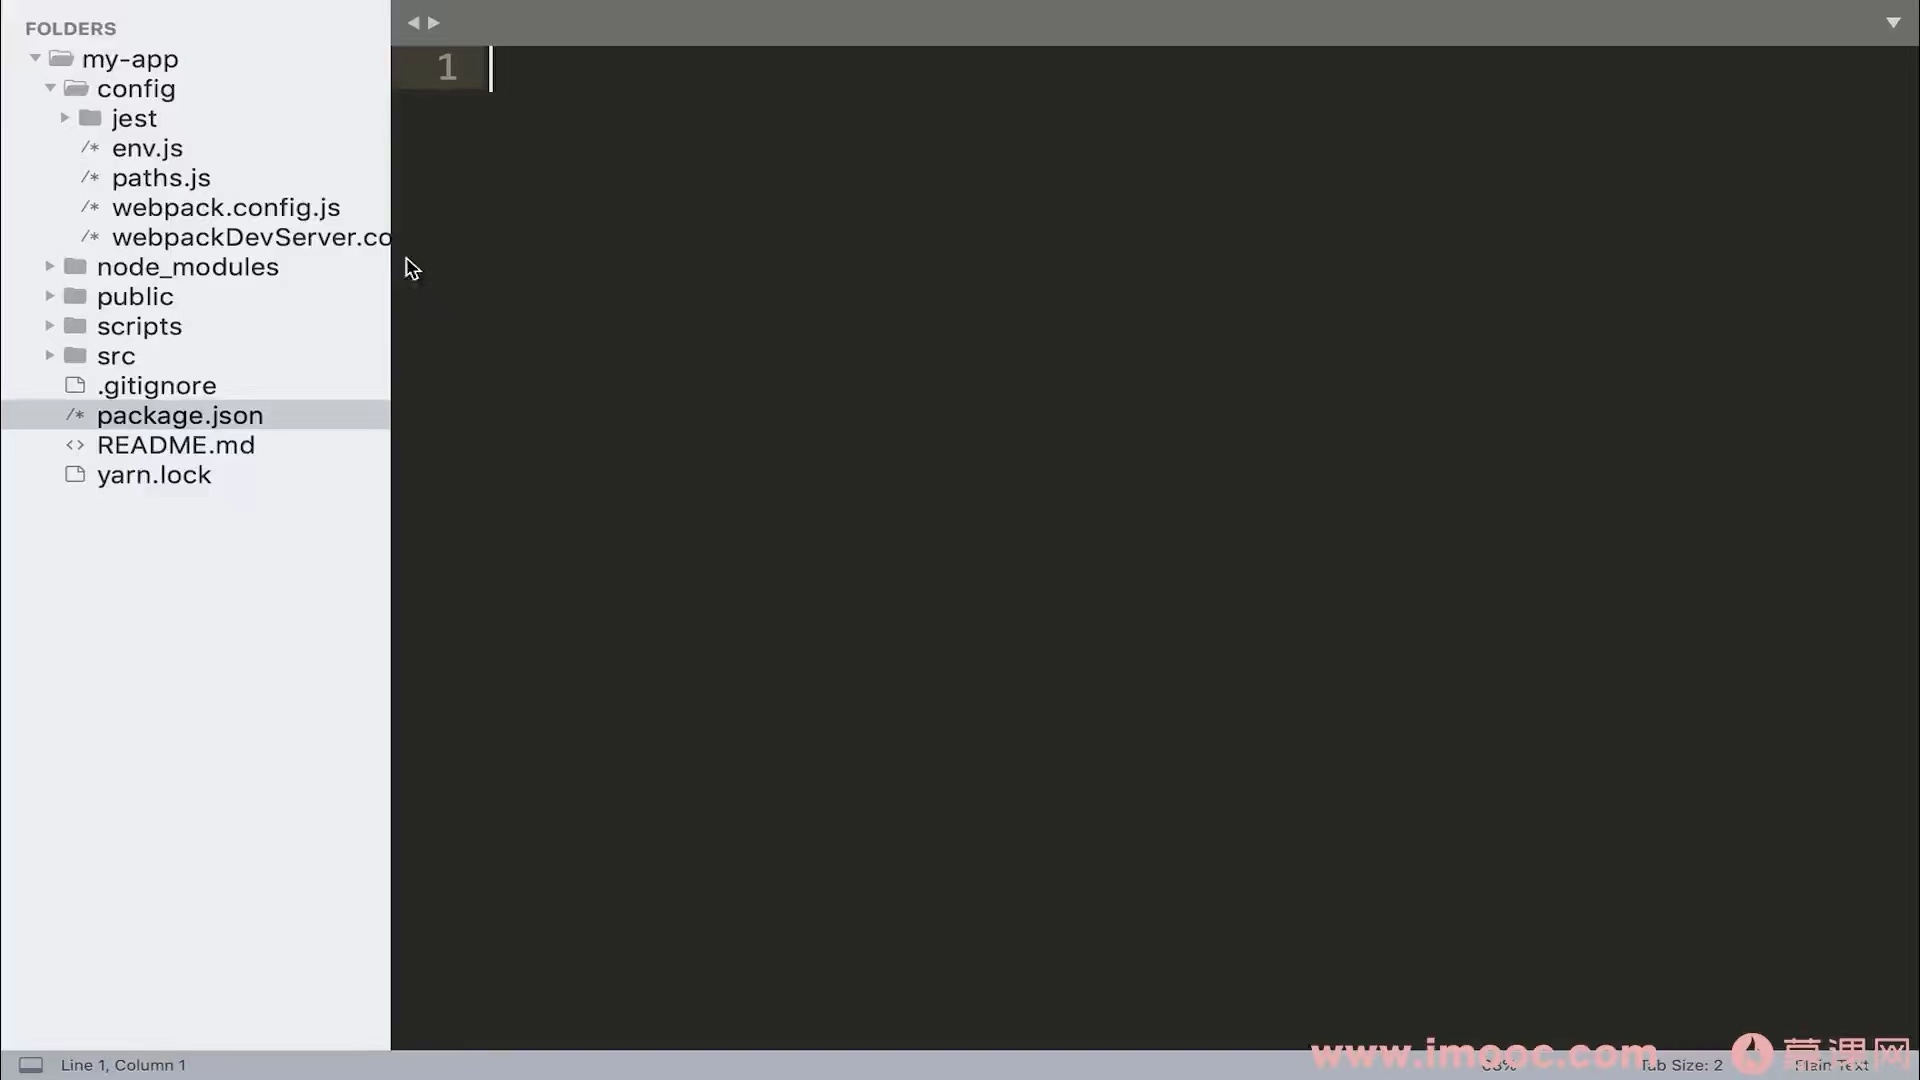 FOLDERS
my-app
config
jest
env.js
paths.js
webpack.config.js
webpackDevServer.co
node_modules
public
scripts
src
.gitignore
package.json
README.md
yarn.lock
1
Line 1, Column 1
Tab Size: 2
Plain Text
www.imooc.com
慕课网